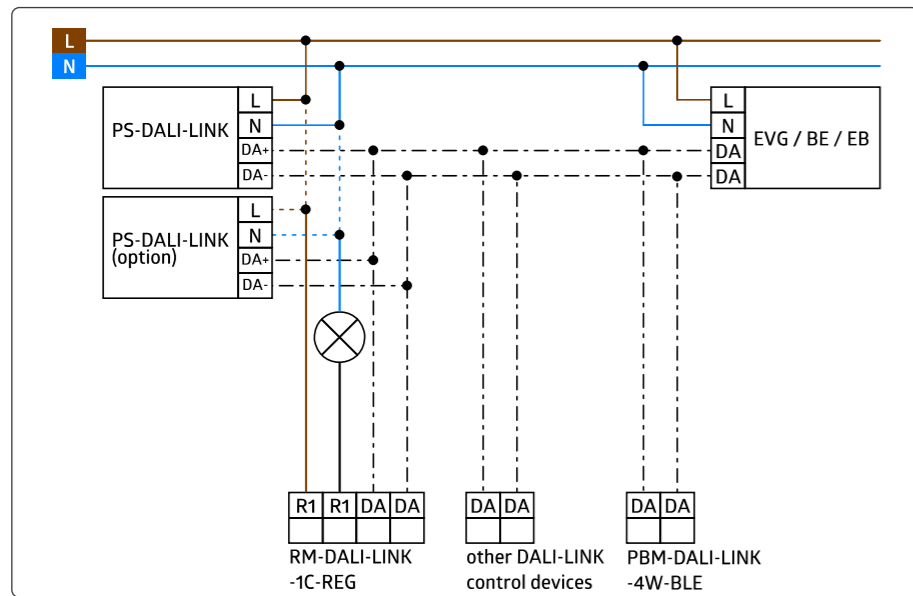 L
N
PS-DALI-LINK
L
N
DA+
DA-
L
N
DA
DA
EVG / BE / EB
PS-DALI-LINK
(option)
L
N
DA+
DA-
R1 R1 DA DA
DA DA
DA DA
RM-DALI-LINK
-1C-REG
other DALI-LINK
control devices
PBM-DALI-LINK
-4W-BLE